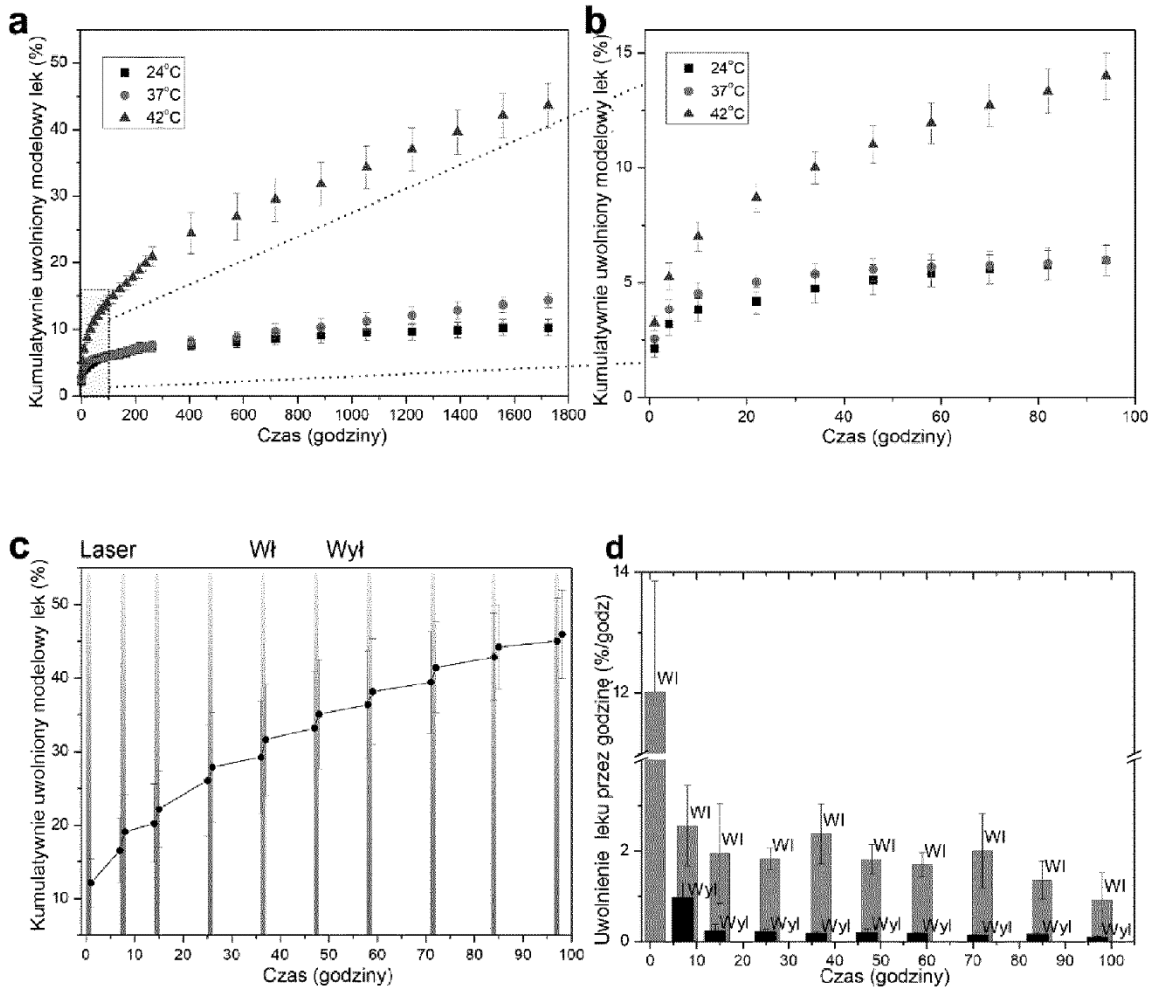 a
Kumulatywnie uwolniony modelowy lek (%)
50
40
30
20
10
0
24°C
37°C
42°C
0 200 400 600 800 1000 1200 1400 1600 1800
Czas (godziny)
b
Kumulatywnie uwolniony modelowy lek (%)
15
10
5
0
24°C
37°C
42°C
0 20 40 60 80 100
Czas (godziny)
c
Laser Wł Wył
Kumulatywnie uwolniony modelowy lek (%)
50
40
30
20
10
0 10 20 30 40 50 60 70 80 90 100
Czas (godziny)
d
Uwolnienie leku przez godzinę (%/godz)
14
12
2
0
Wl
Wl
Wl
Wl
Wl
Wl
Wl
Wl
Wl
Wl
Wyl
Wyl
Wyl
Wyl
Wyl
Wyl
Wyl
Wyl
Wyl
0 10 20 30 40 50 60 70 80 90 100
Czas (godziny)